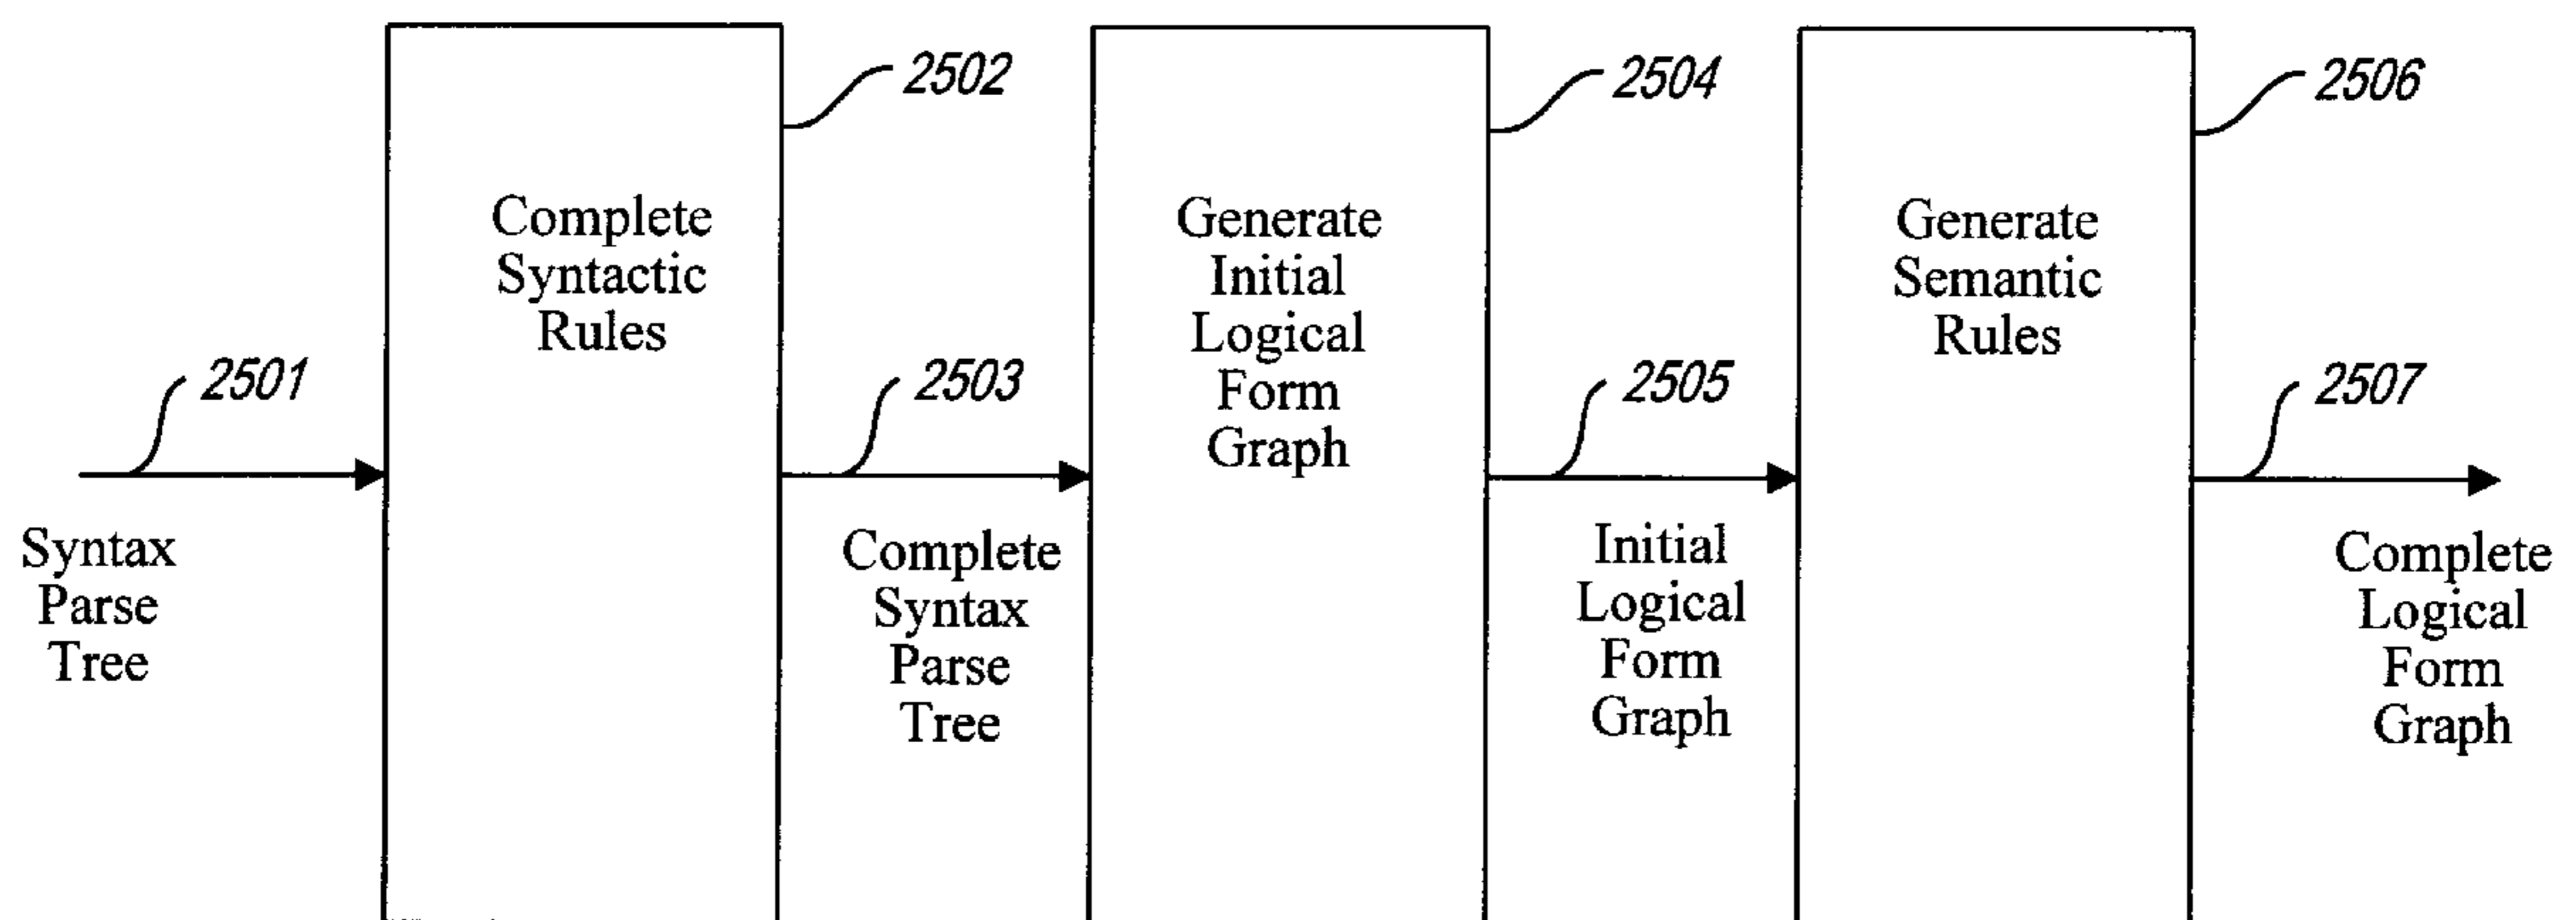 2502
2504
2506
Complete
Syntactic
Rules
Generate
Initial
Logical
Form
Graph
Generate
Semantic
Rules
2501
2503
2505
2507
Syntax
Parse
Tree
Complete
Syntax
Parse
Tree
Initial
Logical
Form
Graph
Complete
Logical
Form
Graph